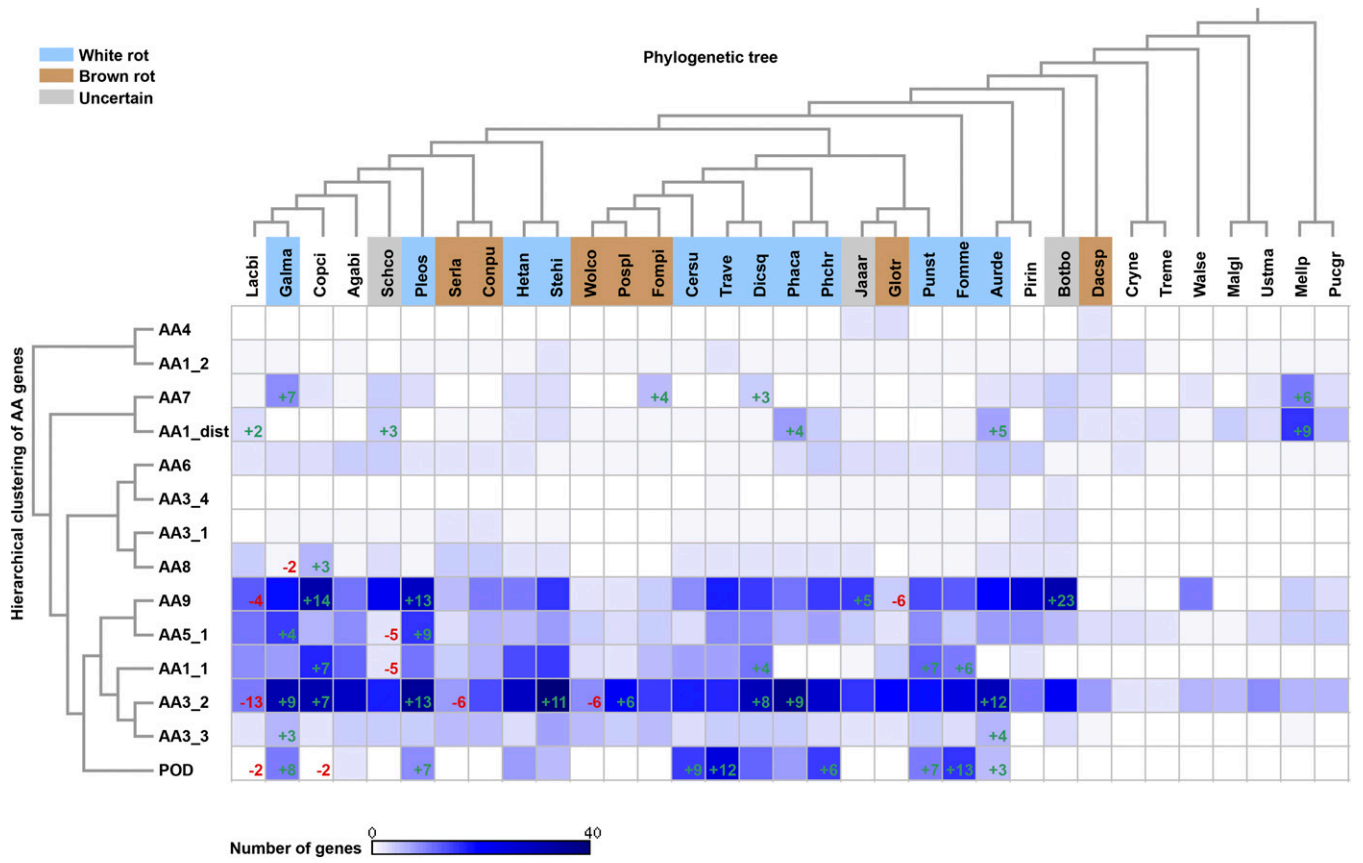 White rot
Brown rot
Uncertain
Phylogenetic tree
Lacbi Galma Copci Agabi Schco Pleos Serla Conpu Hetan Stehi Wolco Pospl Fompi Cersu Trave Dicsq Phaca Phchr Jaaar Glotr Punst Fomme Aurde Pirin Botbo Dacsp Cryne Treme Walse Malgl Ustma Mellp Pucgr
Hierarchical clustering of AA genes
AA4
AA1_2
AA7 +7 +4 +3 +6
AA1_dist +2 +3 +4 +5 +9
AA6
AA3_4
AA3_1
AA8 -2 +3
AA9 -4 +14 +13 +5 -6 +23
AA5_1 +4 -5 +9
AA1_1 +7 -5 +4 +7 +6
AA3_2 -13 +9 +7 +13 -6 +11 -6 +6 +8 +9 +12
AA3_3 +3 +4
POD -2 +8 -2 +7 +9 +12 +6 +7 +13 +3
0 40
Number of genes